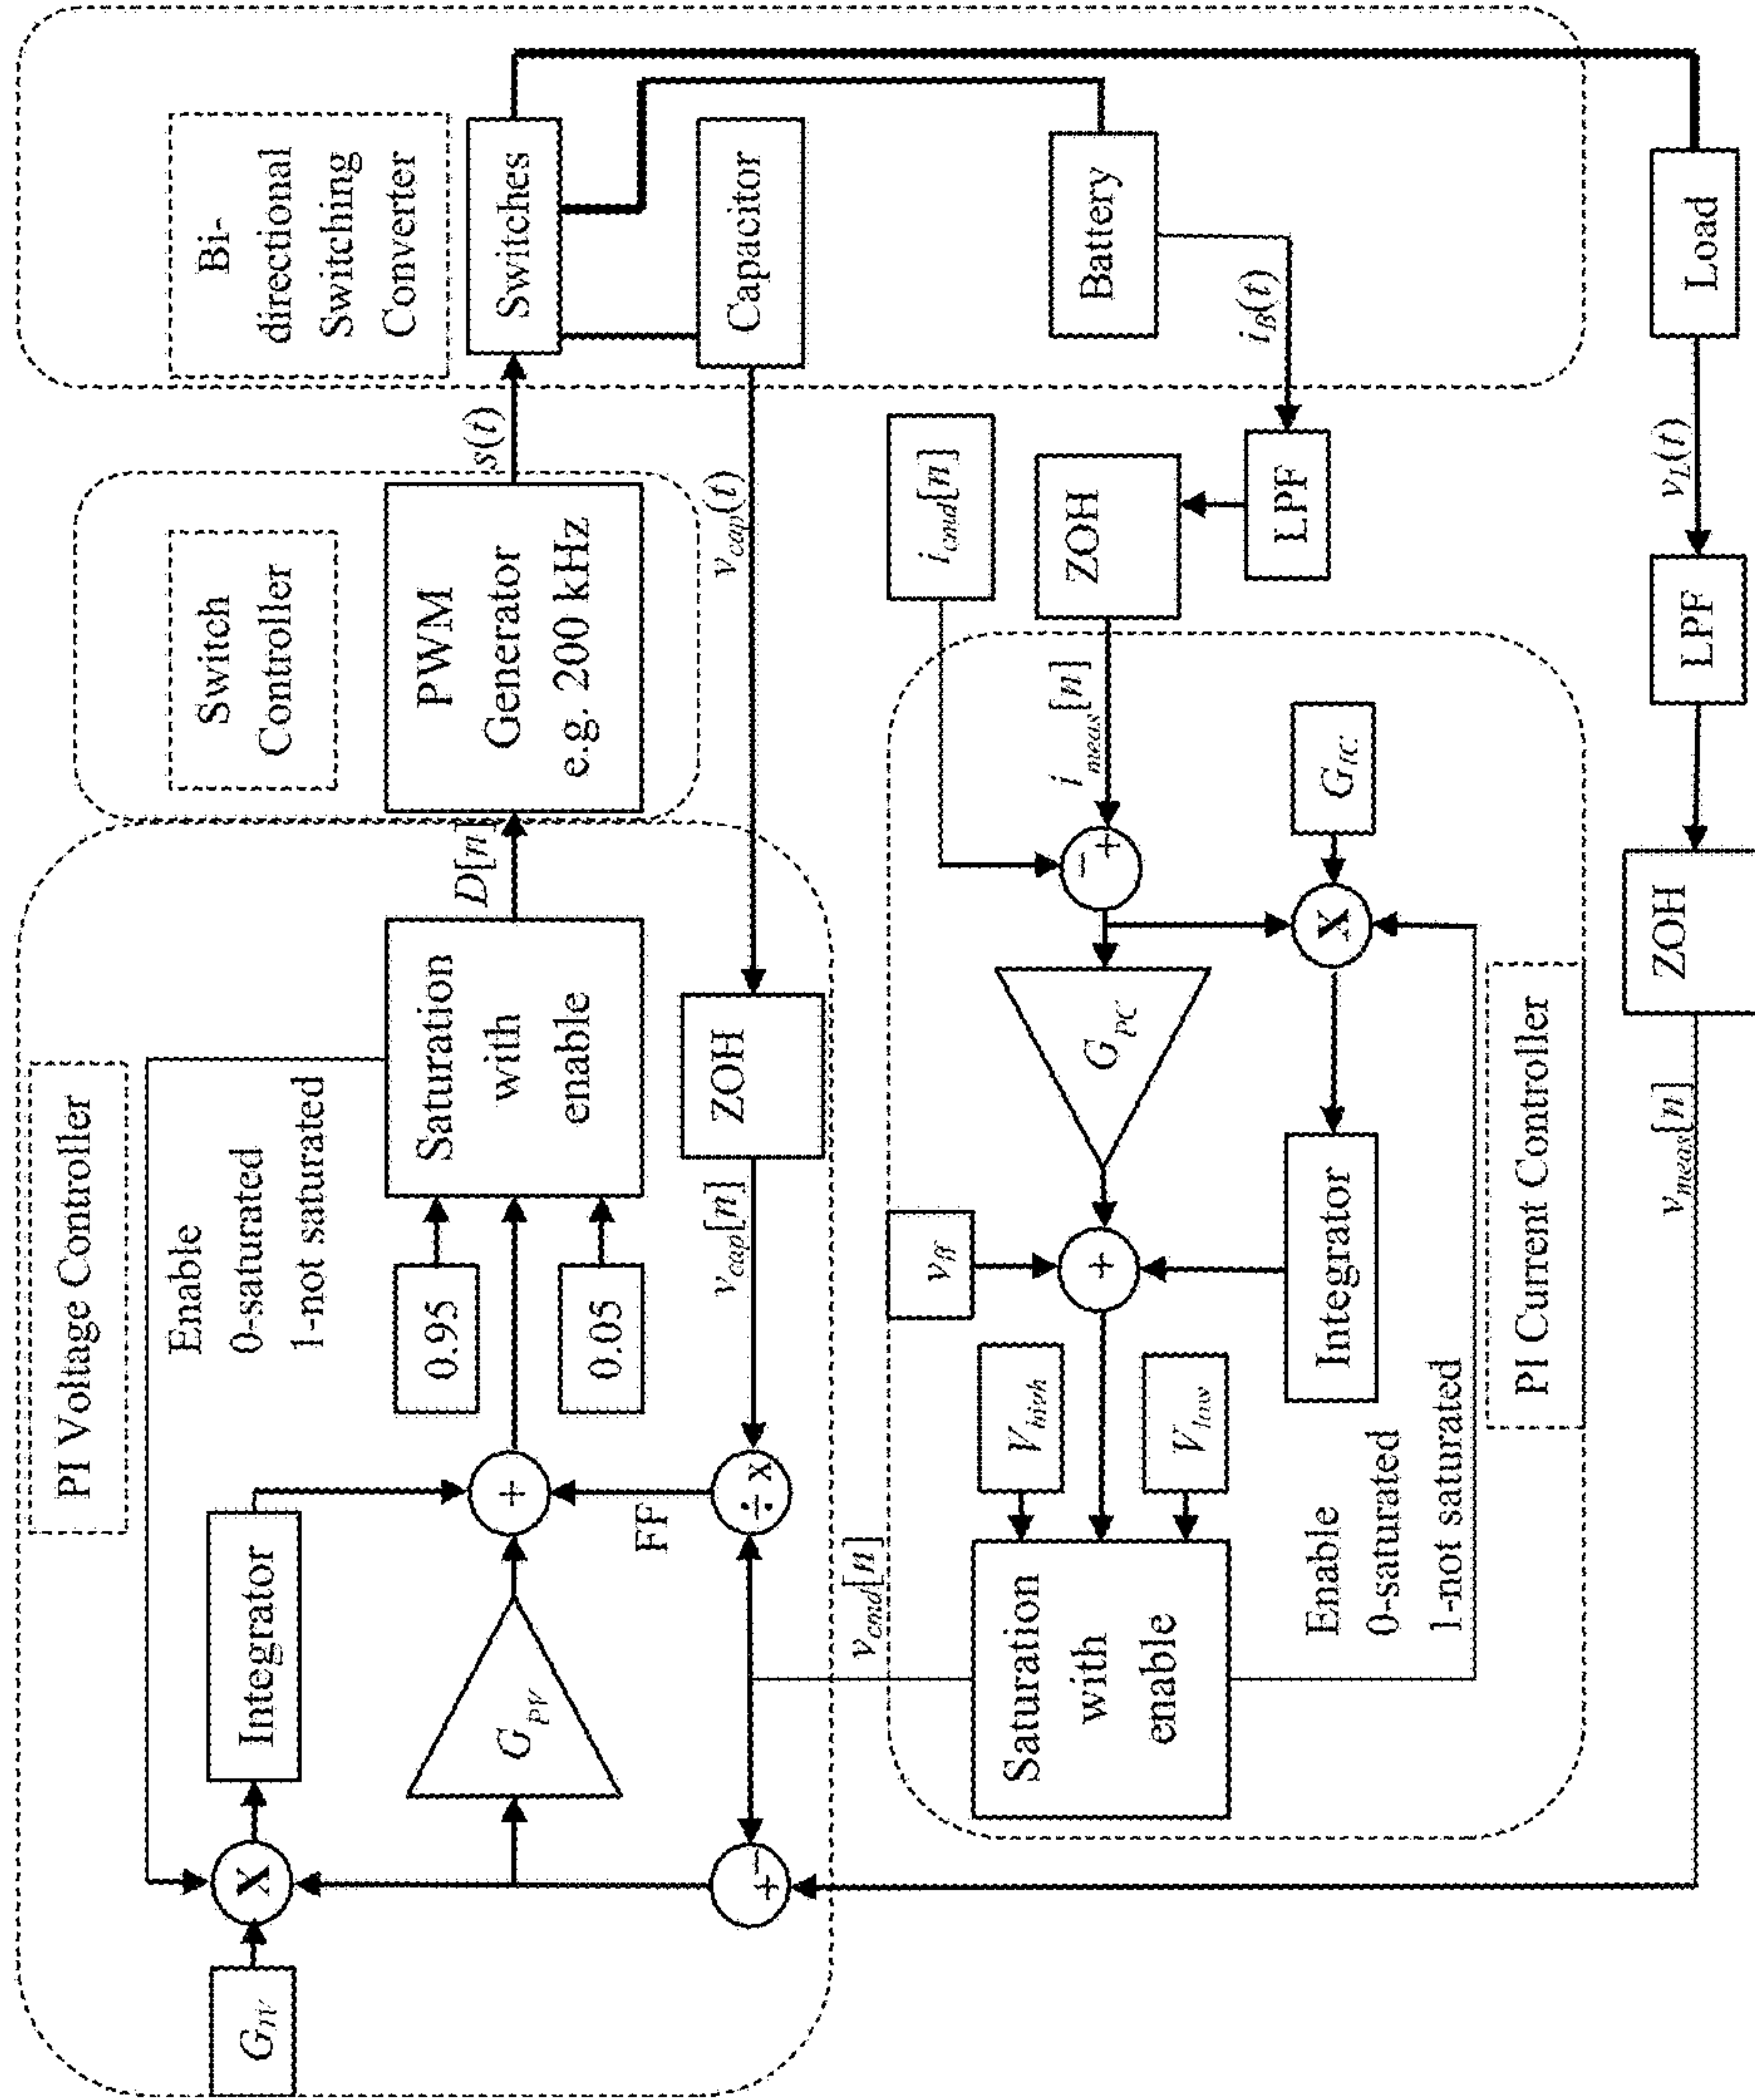 PI Voltage Controller
Enable
0-saturated
1-not saturated
G_IV
X
Integrator
G_PV
+
FF
0.95
0.05
Saturation
with
enable
D[n]
Switch
Controller
PWM
Generator
e.g. 200 kHz
s(t)
Bi-
directional
Switching
Converter
Switches
Capacitor
Battery
v_cap(t)
ZOH
v_cap[n]
÷ x
+ -
v_cmd[n]
Saturation
with
enable
V_high
V_low
v_ff
+
G_PC
- +
i_cmd[n]
i_meas[n]
ZOH
LPF
i_B(t)
G_IC
X
Integrator
Enable
0-saturated
1-not saturated
PI Current Controller
v_meas[n]
ZOH
LPF
v_L(t)
Load